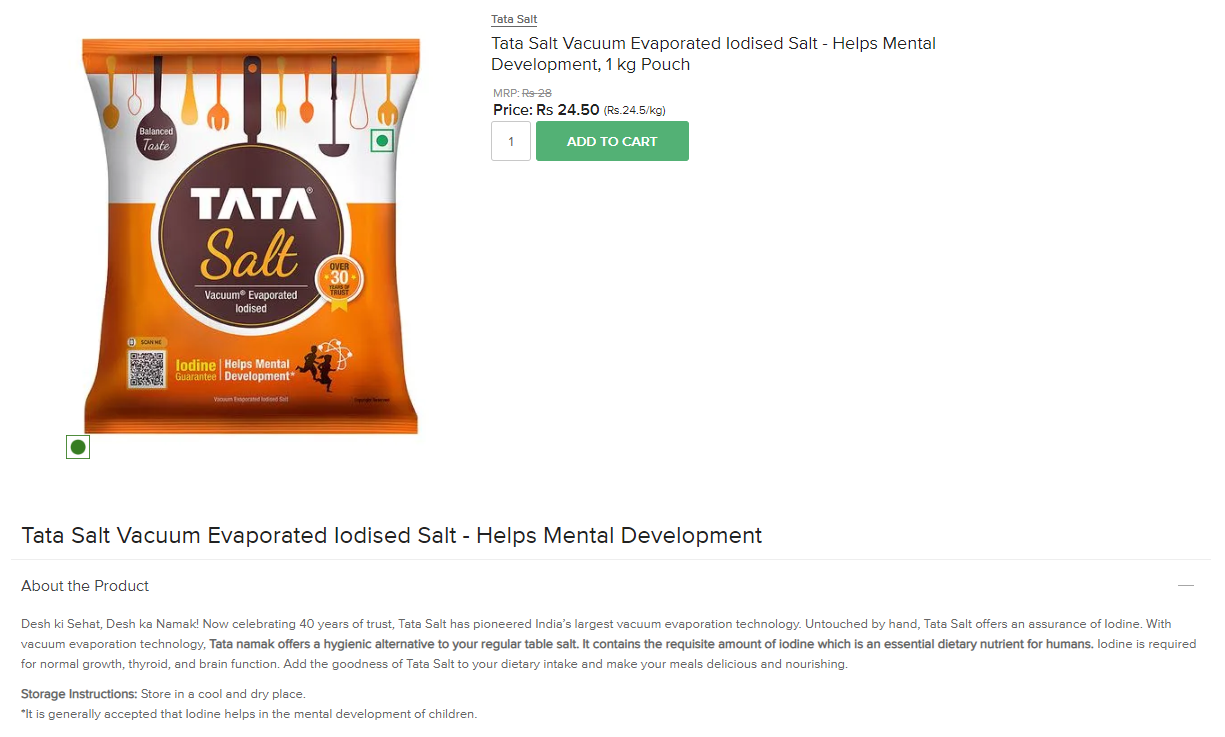 Tata Salt
Tata Salt Vacuum Evaporated Iodised Salt - Helps Mental
Development, 1 kg Pouch
MRP: Rs 28
Price: Rs 24.50 (Rs.24.5/kg)
1
ADD TO CART
Balanced
Taste
TATA®
Salt
Vacuum® Evaporated
Iodised
OVER
30
YEARS OF
TRUST
SCAN ME
Iodine
Guarantee
Helps Mental
Development*
Vacuum Evaporated Iodised Salt
Copyright Reserved
Tata Salt Vacuum Evaporated Iodised Salt - Helps Mental Development
About the Product
Desh ki Sehat, Desh ka Namak! Now celebrating 40 years of trust, Tata Salt has pioneered India’s largest vacuum evaporation technology. Untouched by hand, Tata Salt offers an assurance of Iodine. With
vacuum evaporation technology, Tata namak offers a hygienic alternative to your regular table salt. It contains the requisite amount of iodine which is an essential dietary nutrient for humans. Iodine is required
for normal growth, thyroid, and brain function. Add the goodness of Tata Salt to your dietary intake and make your meals delicious and nourishing.
Storage Instructions: Store in a cool and dry place.
*It is generally accepted that Iodine helps in the mental development of children.